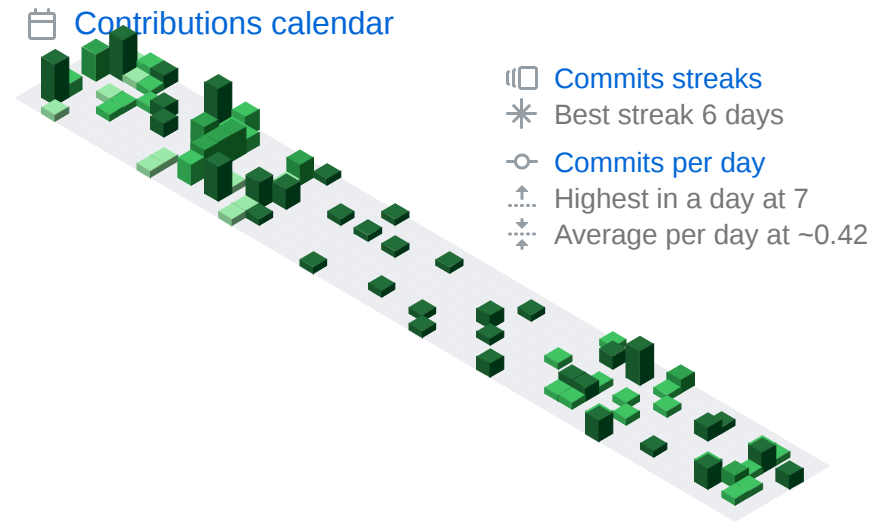 Contributions calendar
Commits streaks
Best streak 6 days
Commits per day
Highest in a day at 7
Average per day at ~0.42